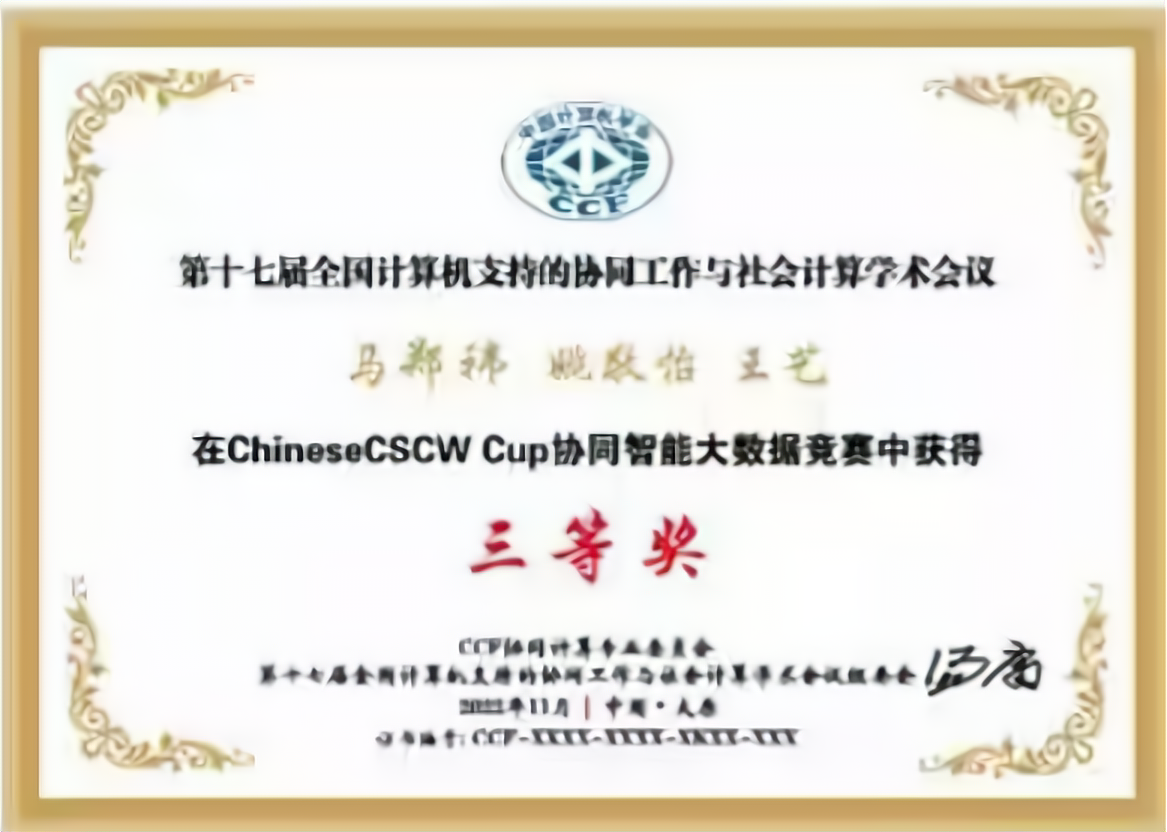 中国计算机学会
CCF
第十七届全国计算机支持的协同工作与社会计算学术会议
马郑祎 姚敬怡 王艺
在ChineseCSCW Cup协同智能大数据竞赛中获得
三等奖
CCF协同计算专业委员会
第十七届全国计算机支持的协同工作与社会计算学术会议组委会
2022年11月 | 中国·太原
证书编号: CCF-XXXX-XXXX-XXXX-XXX